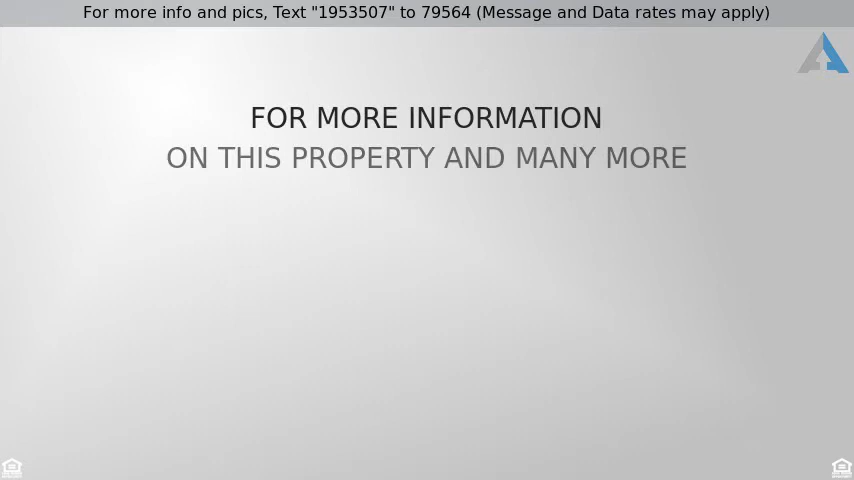 For more info and pics, Text "1953507" to 79564 (Message and Data rates may apply)
FOR MORE INFORMATION
ON THIS PROPERTY AND MANY MORE